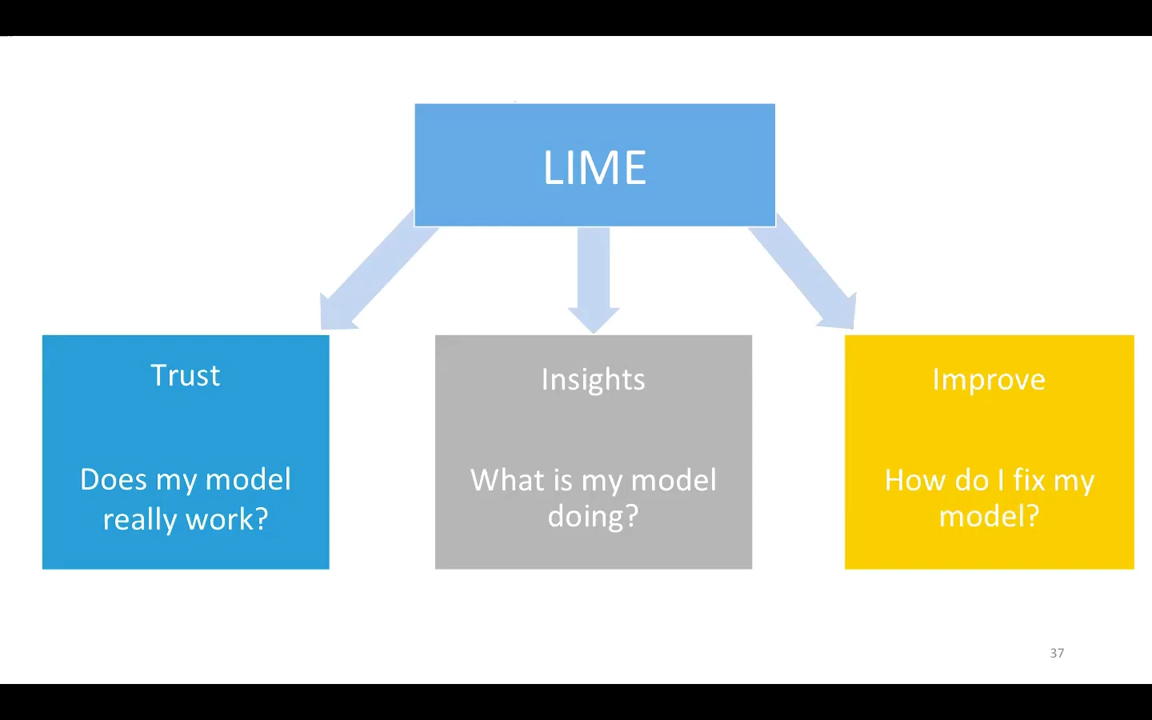 LIME
Trust
Does my model
really work?
Insights
What is my model
doing?
Improve
How do I fix my
model?
37